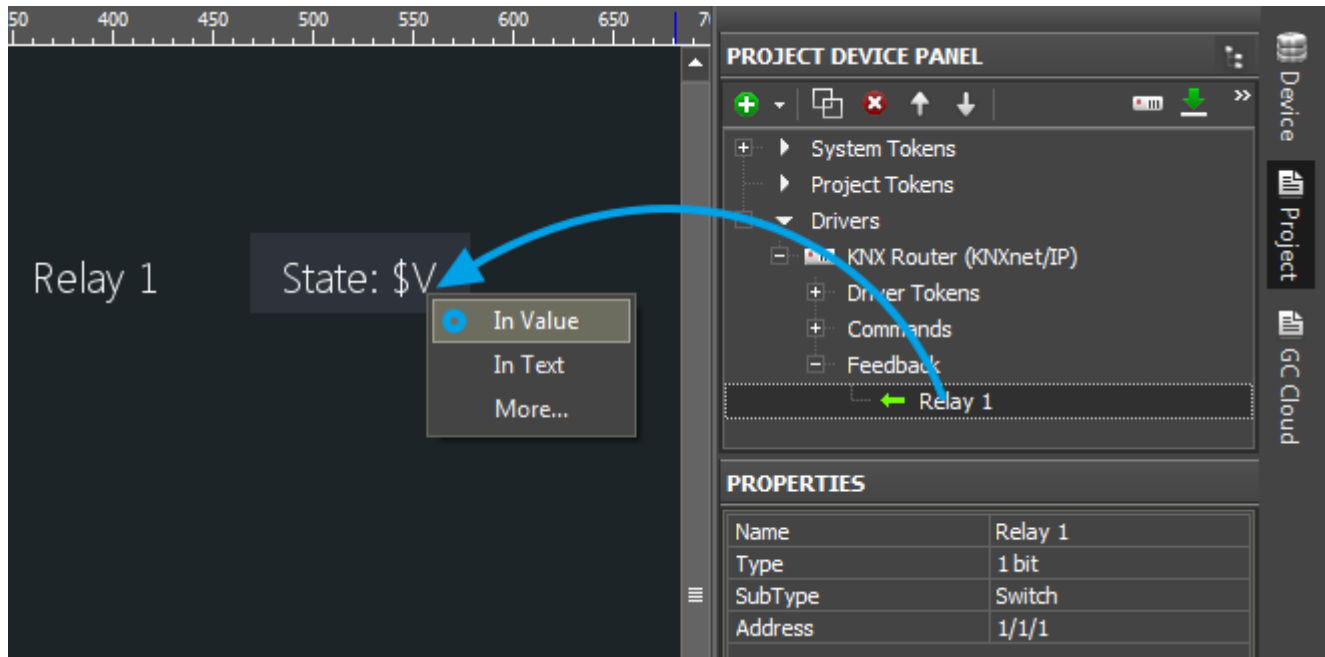 50 400 450 500 550 600 650 7
PROJECT DEVICE PANEL
System Tokens
Project Tokens
Drivers
KNX Router (KNXnet/IP)
Driver Tokens
Commands
Feedback
Relay 1
Relay 1
State: $V
In Value
In Text
More...
PROPERTIES
Name Relay 1
Type 1 bit
SubType Switch
Address 1/1/1
Device
Project
GC Cloud